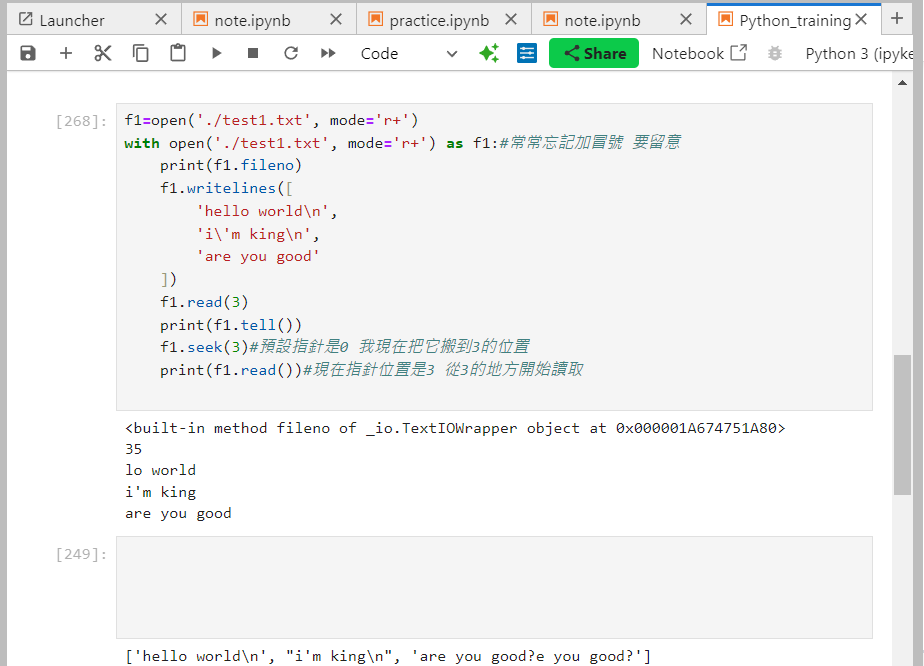 Launcher
note.ipynb
practice.ipynb
note.ipynb
Python_training
Code
Share
Notebook
Python 3 (ipyke
[268]:
f1=open('./test1.txt', mode='r+')
with open('./test1.txt', mode='r+') as f1:#常常忘記加冒號 要留意
    print(f1.fileno)
    f1.writelines([
        'hello world\n',
        'i\'m king\n',
        'are you good'
    ])
    f1.read(3)
    print(f1.tell())
    f1.seek(3)#預設指針是0 我現在把它搬到3的位置
    print(f1.read())#現在指針位置是3 從3的地方開始讀取
<built-in method fileno of _io.TextIOWrapper object at 0x000001A674751A80>
35
lo world
i'm king
are you good
[249]:
['hello world\n', "i'm king\n", 'are you good?e you good?']